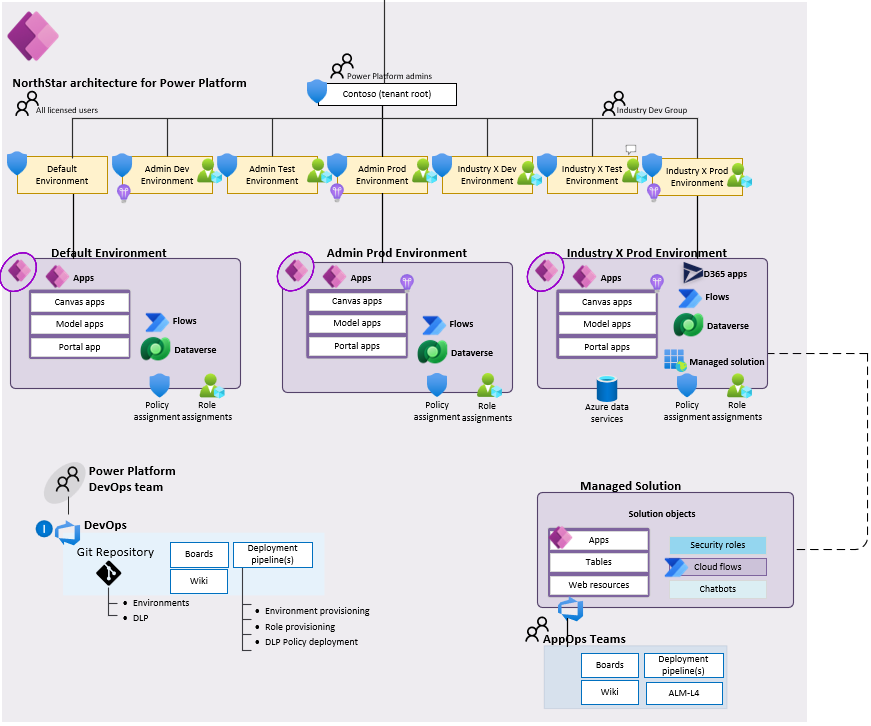 NorthStar architecture for Power Platform
Power Platform admins
Contoso (tenant root)
All licensed users
Industry Dev Group
Default
Environment
Admin Dev
Environment
Admin Test
Environment
Admin Prod
Environment
Industry X Dev
Environment
Industry X Test
Environment
Industry X Prod
Environment
Default Environment
Apps
Canvas apps
Model apps
Portal app
Flows
Dataverse
Policy
assignment
Role
assignments
Admin Prod Environment
Apps
Canvas apps
Model apps
Portal apps
Flows
Dataverse
Policy
assignment
Role
assignments
Industry X Prod Environment
Apps
Canvas apps
Model apps
Portal apps
D365 apps
Flows
Dataverse
Managed solution
Azure data
services
Policy
assignment
Role
assignments
Power Platform
DevOps team
I
DevOps
Git Repository
Boards
Deployment
pipeline(s)
Wiki
• Environments
• DLP
• Environment provisioning
• Role provisioning
• DLP Policy deployment
Managed Solution
Solution objects
Apps
Tables
Web resources
Security roles
Cloud flows
Chatbots
AppOps Teams
Boards
Deployment
pipeline(s)
Wiki
ALM-L4